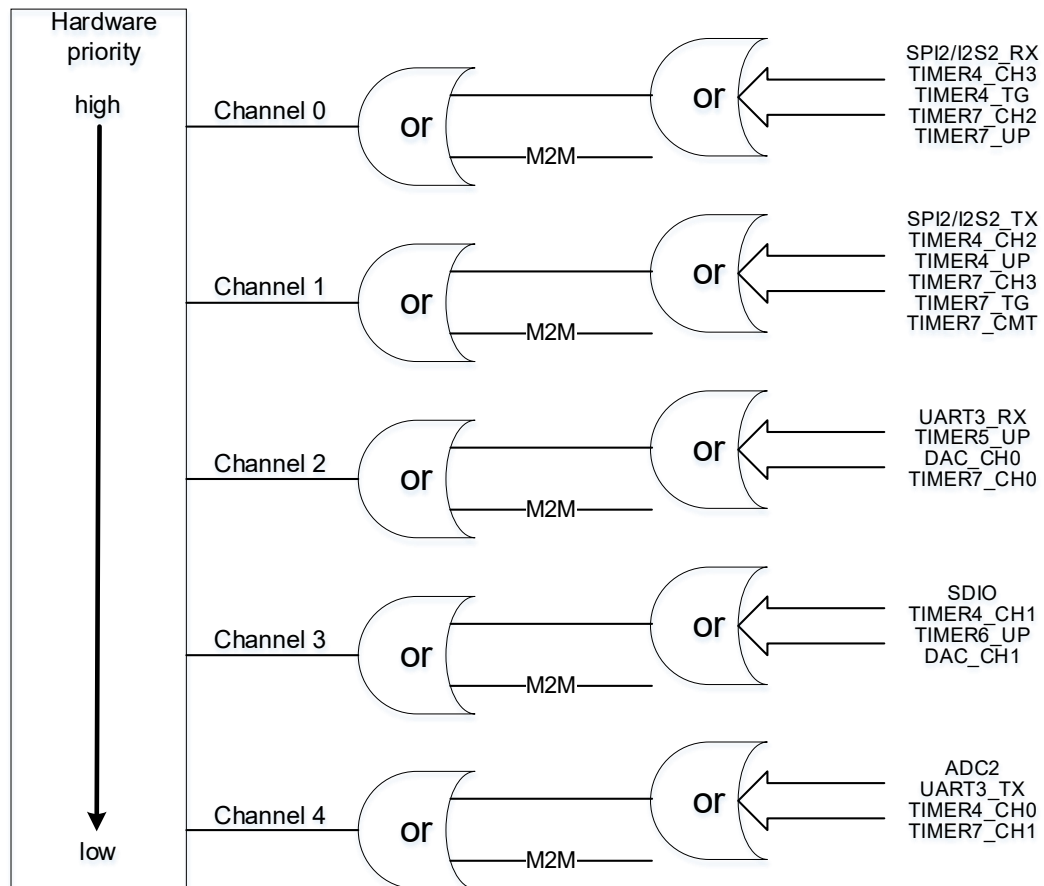 Hardware
priority
high
low
Channel 0
or
M2M
or
SPI2/I2S2_RX
TIMER4_CH3
TIMER4_TG
TIMER7_CH2
TIMER7_UP
Channel 1
or
M2M
or
SPI2/I2S2_TX
TIMER4_CH2
TIMER4_UP
TIMER7_CH3
TIMER7_TG
TIMER7_CMT
Channel 2
or
M2M
or
UART3_RX
TIMER5_UP
DAC_CH0
TIMER7_CH0
Channel 3
or
M2M
or
SDIO
TIMER4_CH1
TIMER6_UP
DAC_CH1
Channel 4
or
M2M
or
ADC2
UART3_TX
TIMER4_CH0
TIMER7_CH1